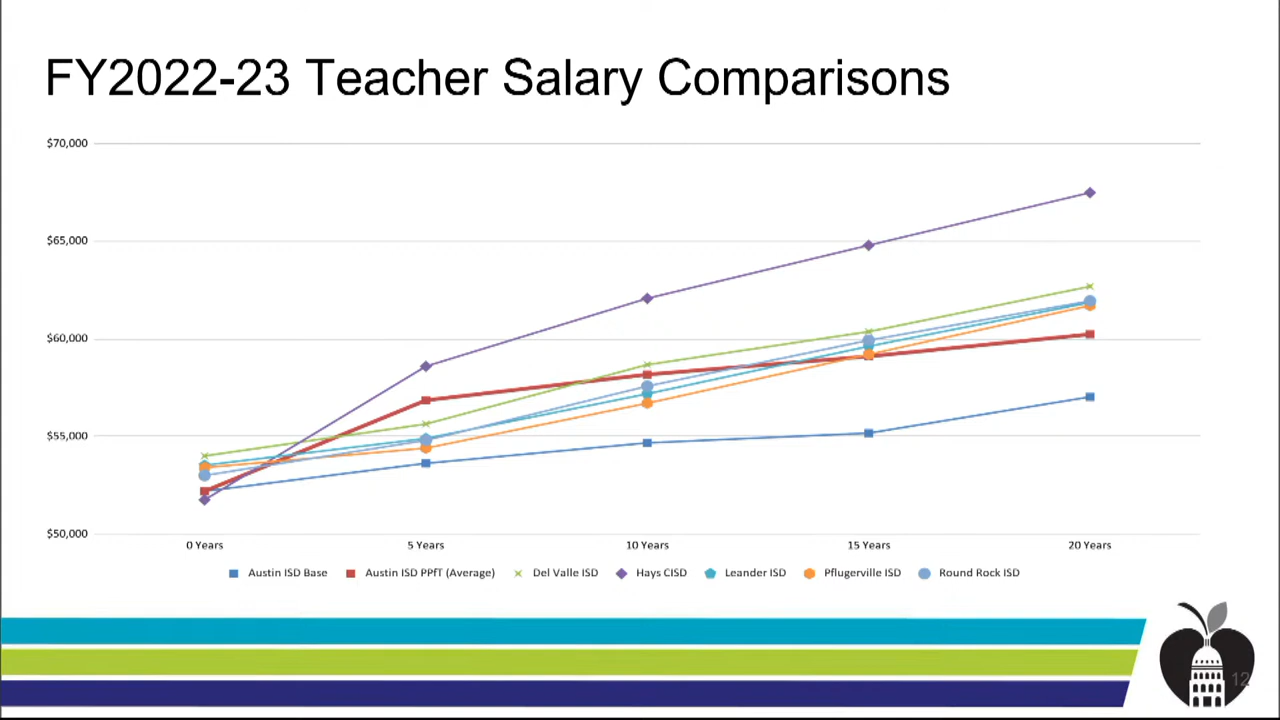 FY2022-23 Teacher Salary Comparisons
$70,000
$65,000
$60,000
$55,000
$50,000
0 Years 5 Years 10 Years 15 Years 20 Years
Austin ISD Base Austin ISD PPfT (Average) Del Valle ISD Hays CISD Leander ISD Pflugerville ISD Round Rock ISD
12